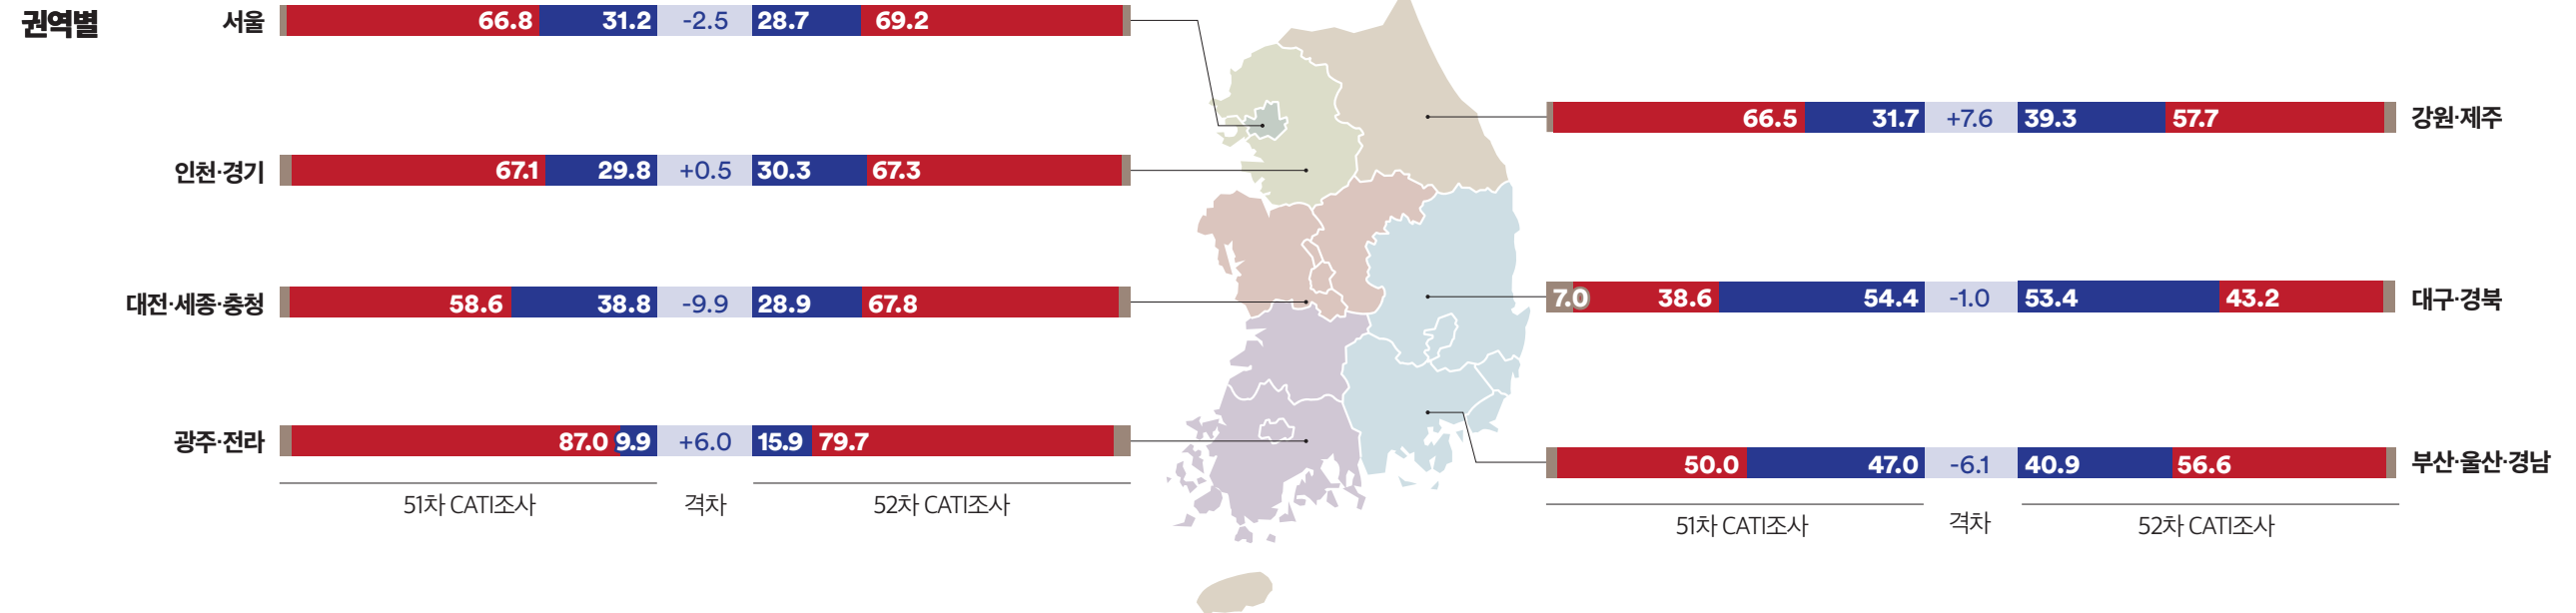 권역별
서울 66.8 31.2 -2.5 28.7 69.2
인천·경기 67.1 29.8 +0.5 30.3 67.3
대전·세종·충청 58.6 38.8 -9.9 28.9 67.8
광주·전라 87.0 9.9 +6.0 15.9 79.7
51차 CATI조사 격차 52차 CATI조사
66.5 31.7 +7.6 39.3 57.7 강원·제주
7.0 38.6 54.4 -1.0 53.4 43.2 대구·경북
50.0 47.0 -6.1 40.9 56.6 부산·울산·경남
51차 CATI조사 격차 52차 CATI조사